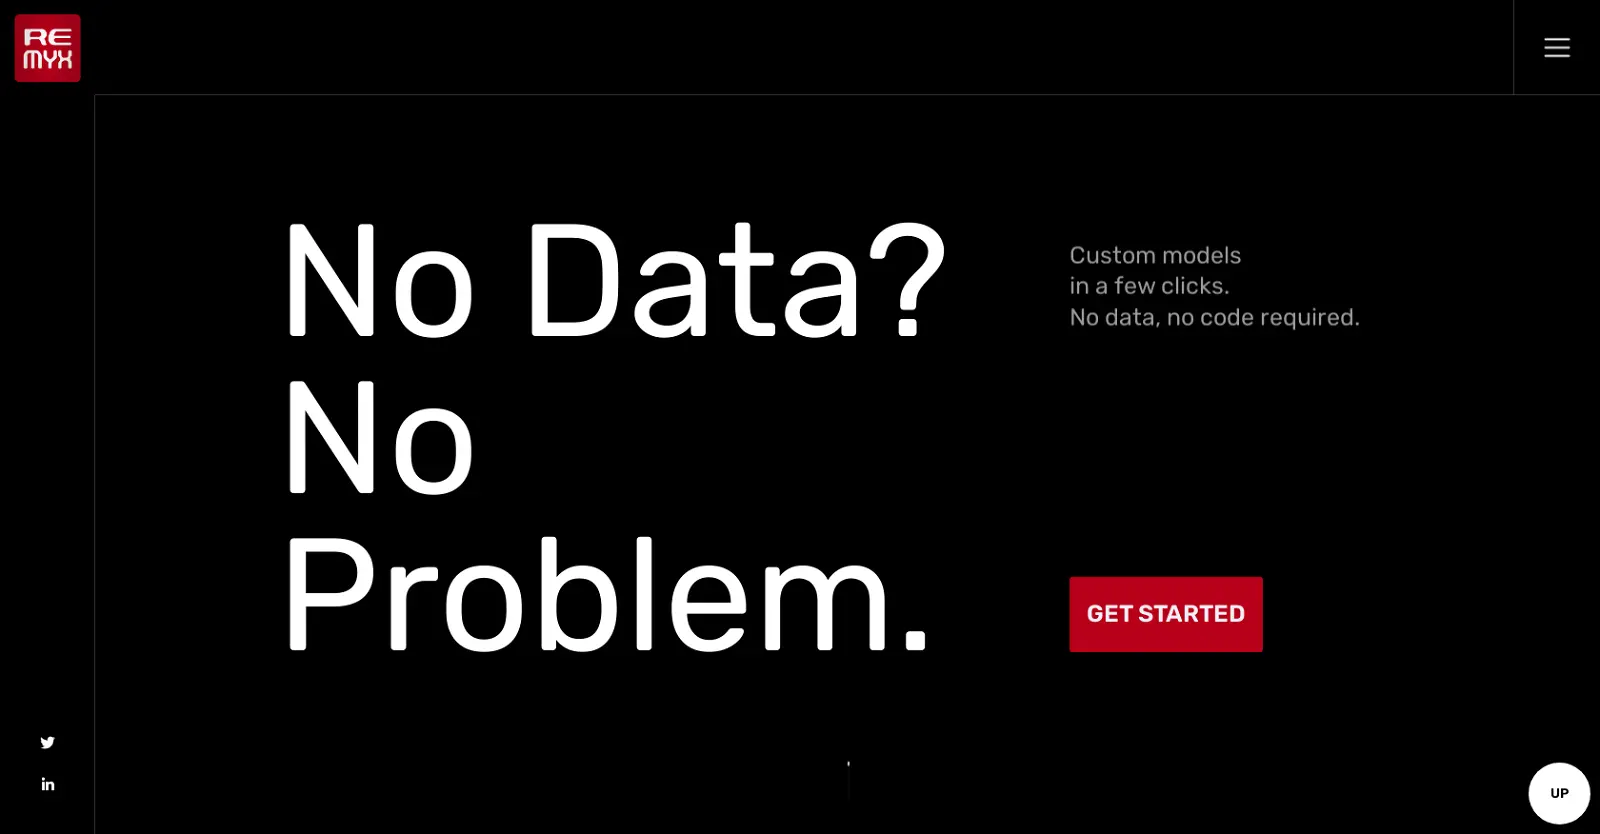 RE
MYX
No Data?
No
Problem.
Custom models
in a few clicks.
No data, no code required.
GET STARTED
in
UP